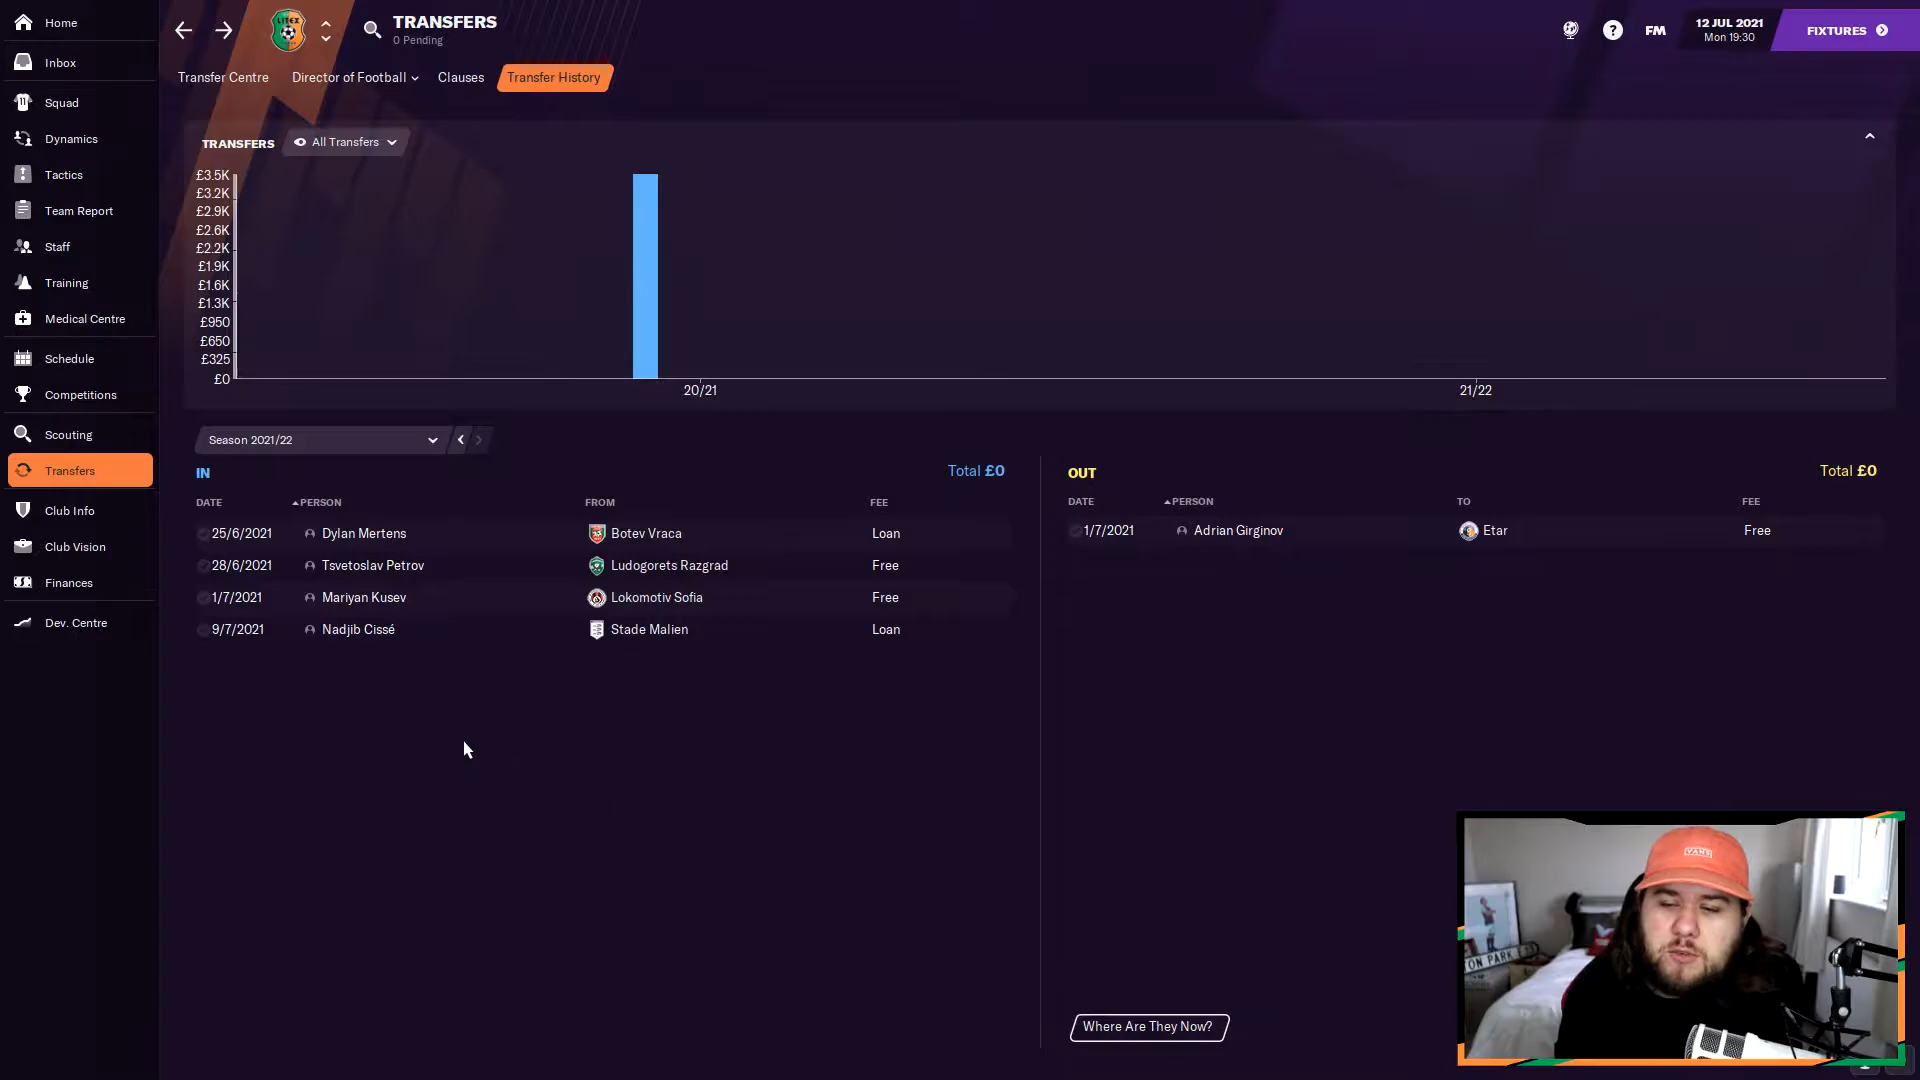 Home
Inbox
Squad
Dynamics
Tactics
Team Report
Staff
Training
Medical Centre
Schedule
Competitions
Scouting
Transfers
Club Info
Club Vision
Finances
Dev. Centre
LITEX
TRANSFERS
0 Pending
?
FM
12 JUL 2021
Mon 19:30
FIXTURES
Transfer Centre
Director of Football
Clauses
Transfer History
TRANSFERS
All Transfers
£3.5K
£3.2K
£2.9K
£2.6K
£2.2K
£1.9K
£1.6K
£1.3K
£950
£650
£325
£0
20/21 21/22
Season 2021/22
IN Total £0
DATE PERSON FROM FEE
25/6/2021 Dylan Mertens Botev Vraca Loan
28/6/2021 Tsvetoslav Petrov Ludogorets Razgrad Free
1/7/2021 Mariyan Kusev Lokomotiv Sofia Free
9/7/2021 Nadjib Cissé Stade Malien Loan
OUT Total £0
DATE PERSON TO FEE
1/7/2021 Adrian Girginov Etar Free
Where Are They Now?
VANS
TON PARK